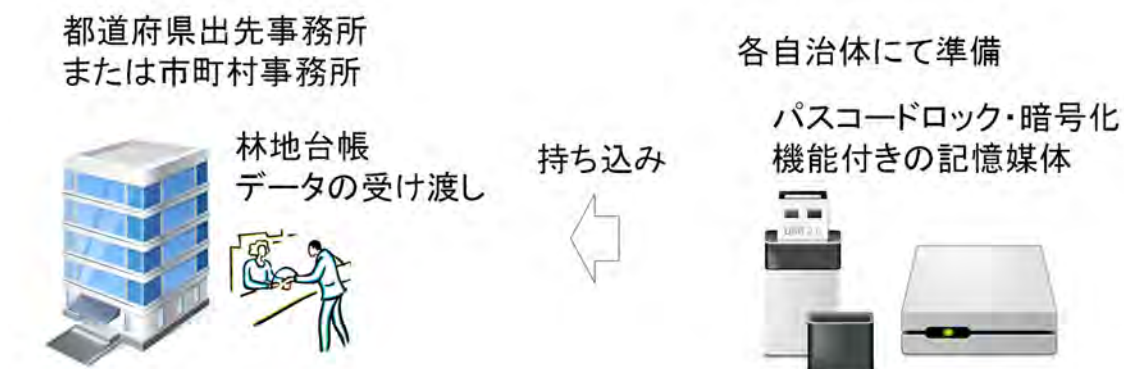 都道府県出先事務所
または市町村事務所
林地台帳
データの受け渡し
持ち込み
各自治体にて準備
パスコードロック・暗号化
機能付きの記憶媒体
USB 2.0